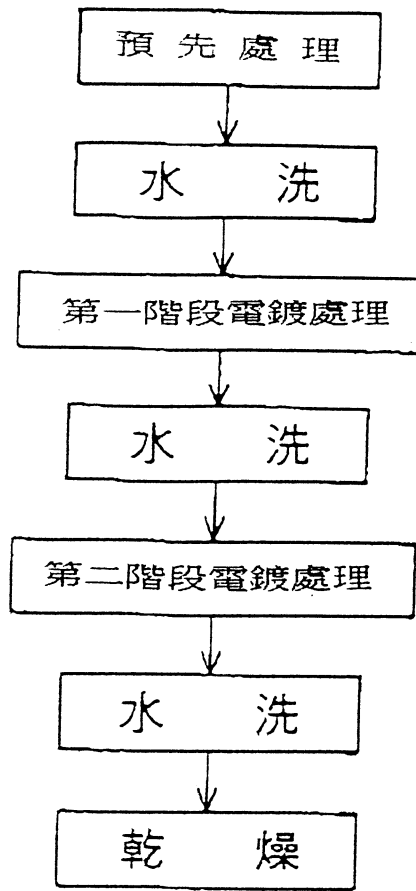 預先處理
水洗
第一階段電鍍處理
水洗
第二階段電鍍處理
水洗
乾燥